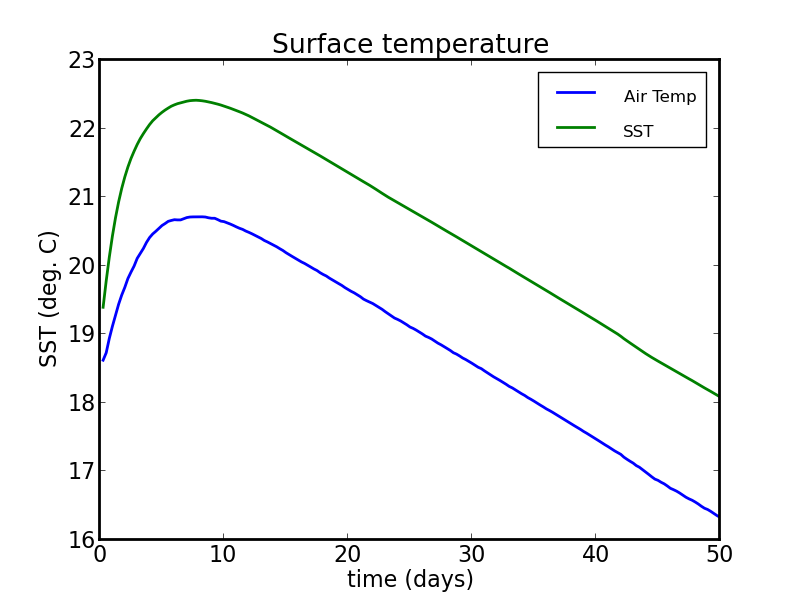 Surface temperature
23
22
21
20
19
18
17
16
SST (deg. C)
Air Temp
SST
0 10 20 30 40 50
time (days)